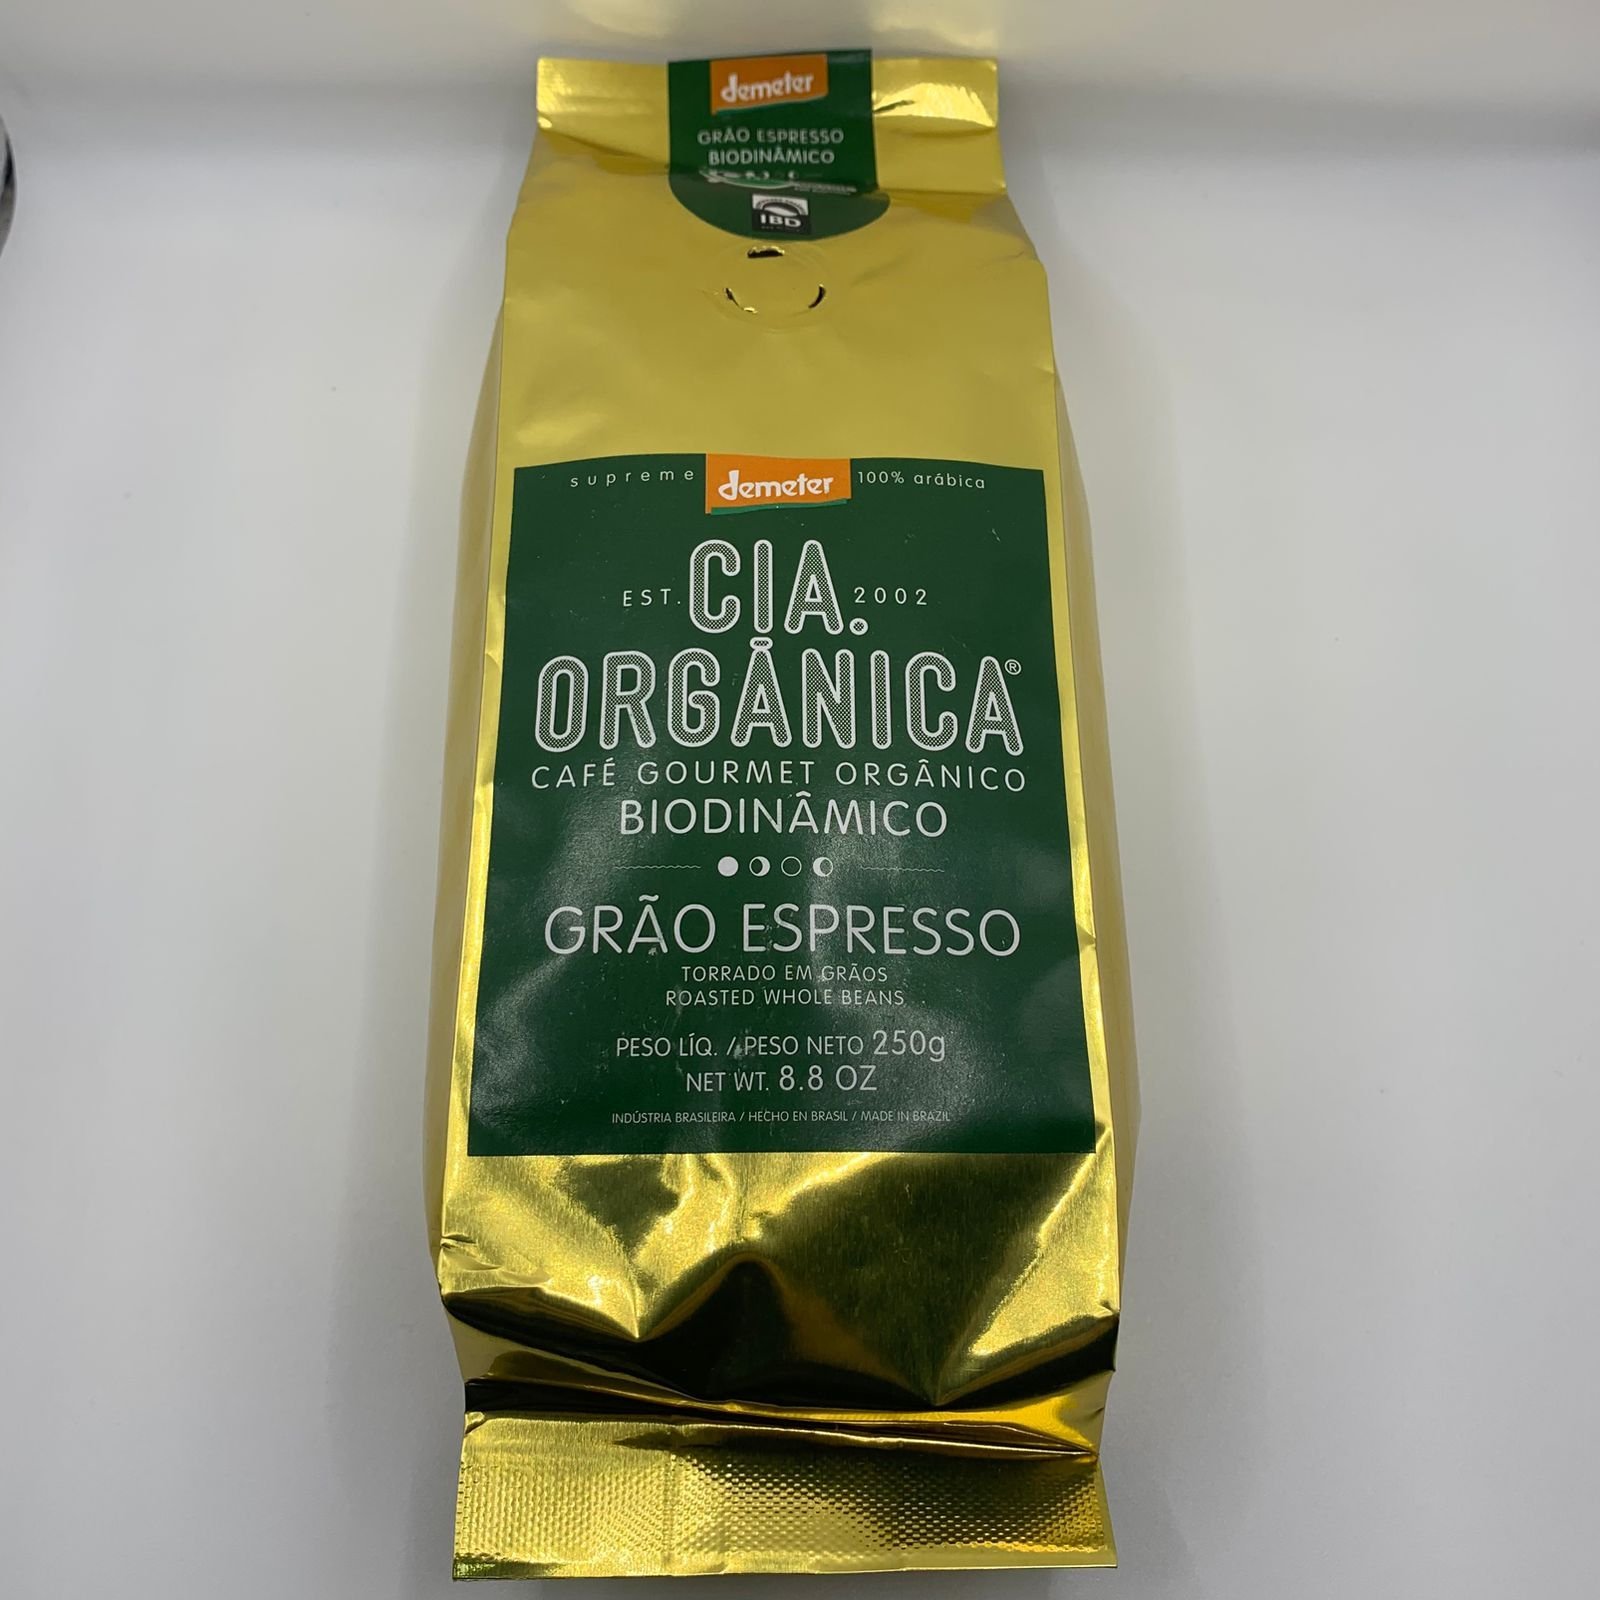 demeter
GRÃO ESPRESSO
BIODINÂMICO
IBD
supreme demeter 100% arábica
EST. CIA. 2002
ORGÂNICA®
CAFÉ GOURMET ORGÂNICO
BIODINÂMICO
GRÃO ESPRESSO
TORRADO EM GRÃOS
ROASTED WHOLE BEANS
PESO LÍQ. / PESO NETO 250g
NET WT. 8.8 OZ
INDÚSTRIA BRASILEIRA / HECHO EN BRASIL / MADE IN BRAZIL